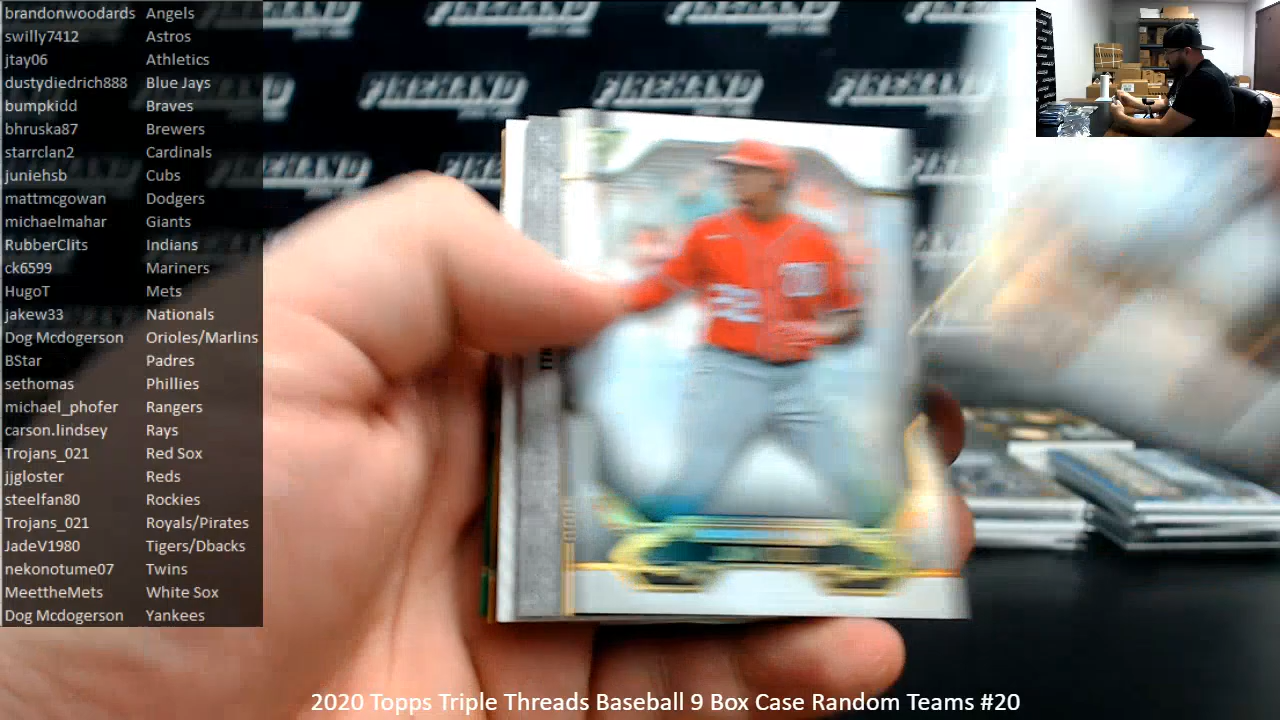 brandonwoodards Angels
swilly7412 Astros
jtay06 Athletics
dustydiedrich888 Blue Jays
bumpkidd Braves
bhruska87 Brewers
starrclan2 Cardinals
juniehsb Cubs
mattmcgowan Dodgers
michaelmahar Giants
RubberClits Indians
ck6599 Mariners
HugoT Mets
jakew33 Nationals
Dog Mcdogerson Orioles/Marlins
BStar Padres
sethomas Phillies
michael_phofer Rangers
carson.lindsey Rays
Trojans_021 Red Sox
jjgloster Reds
steelfan80 Rockies
Trojans_021 Royals/Pirates
JadeV1980 Tigers/Dbacks
nekonotume07 Twins
MeettheMets White Sox
Dog Mcdogerson Yankees
FIREHAND FIREHAND FIREHAND
22
2020 Topps Triple Threads Baseball 9 Box Case Random Teams #20